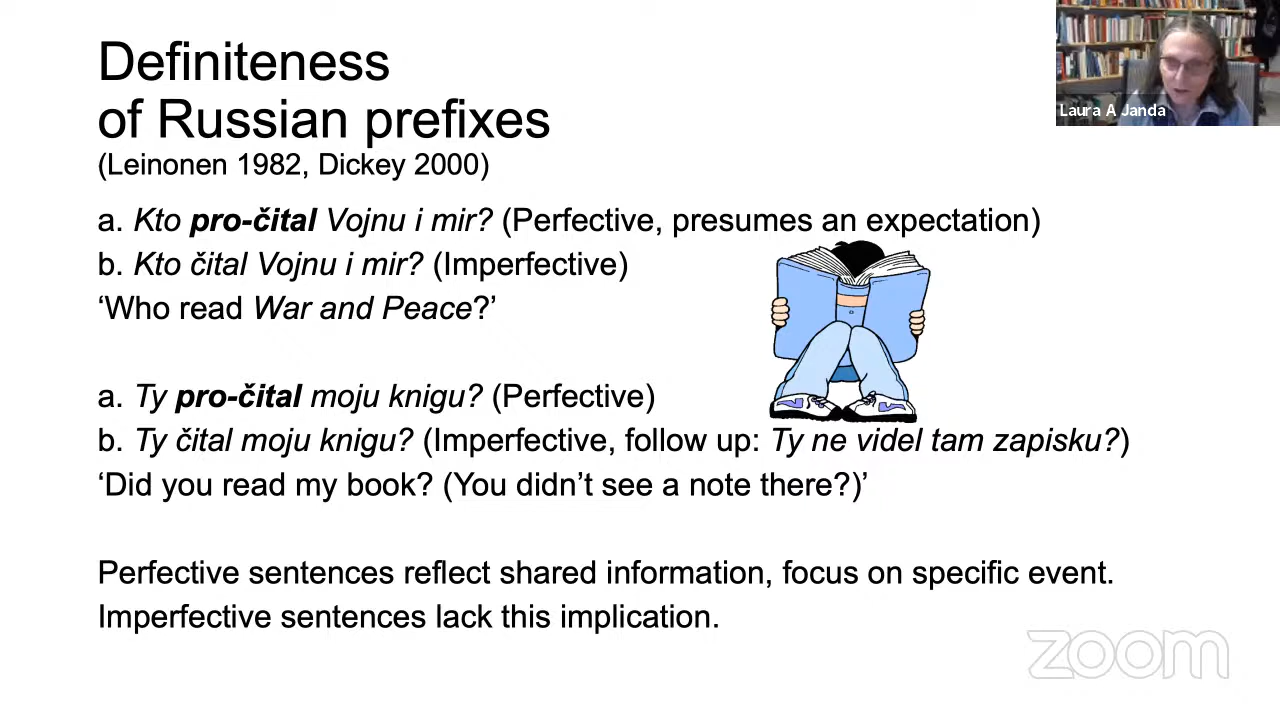 Definiteness
of Russian prefixes
(Leinonen 1982, Dickey 2000)
Laura A Janda
a. Kto pro-čital Vojnu i mir? (Perfective, presumes an expectation)
b. Kto čital Vojnu i mir? (Imperfective)
‘Who read War and Peace?’
a. Ty pro-čital moju knigu? (Perfective)
b. Ty čital moju knigu? (Imperfective, follow up: Ty ne videl tam zapisku?)
‘Did you read my book? (You didn’t see a note there?)’
Perfective sentences reflect shared information, focus on specific event.
Imperfective sentences lack this implication.
zoom